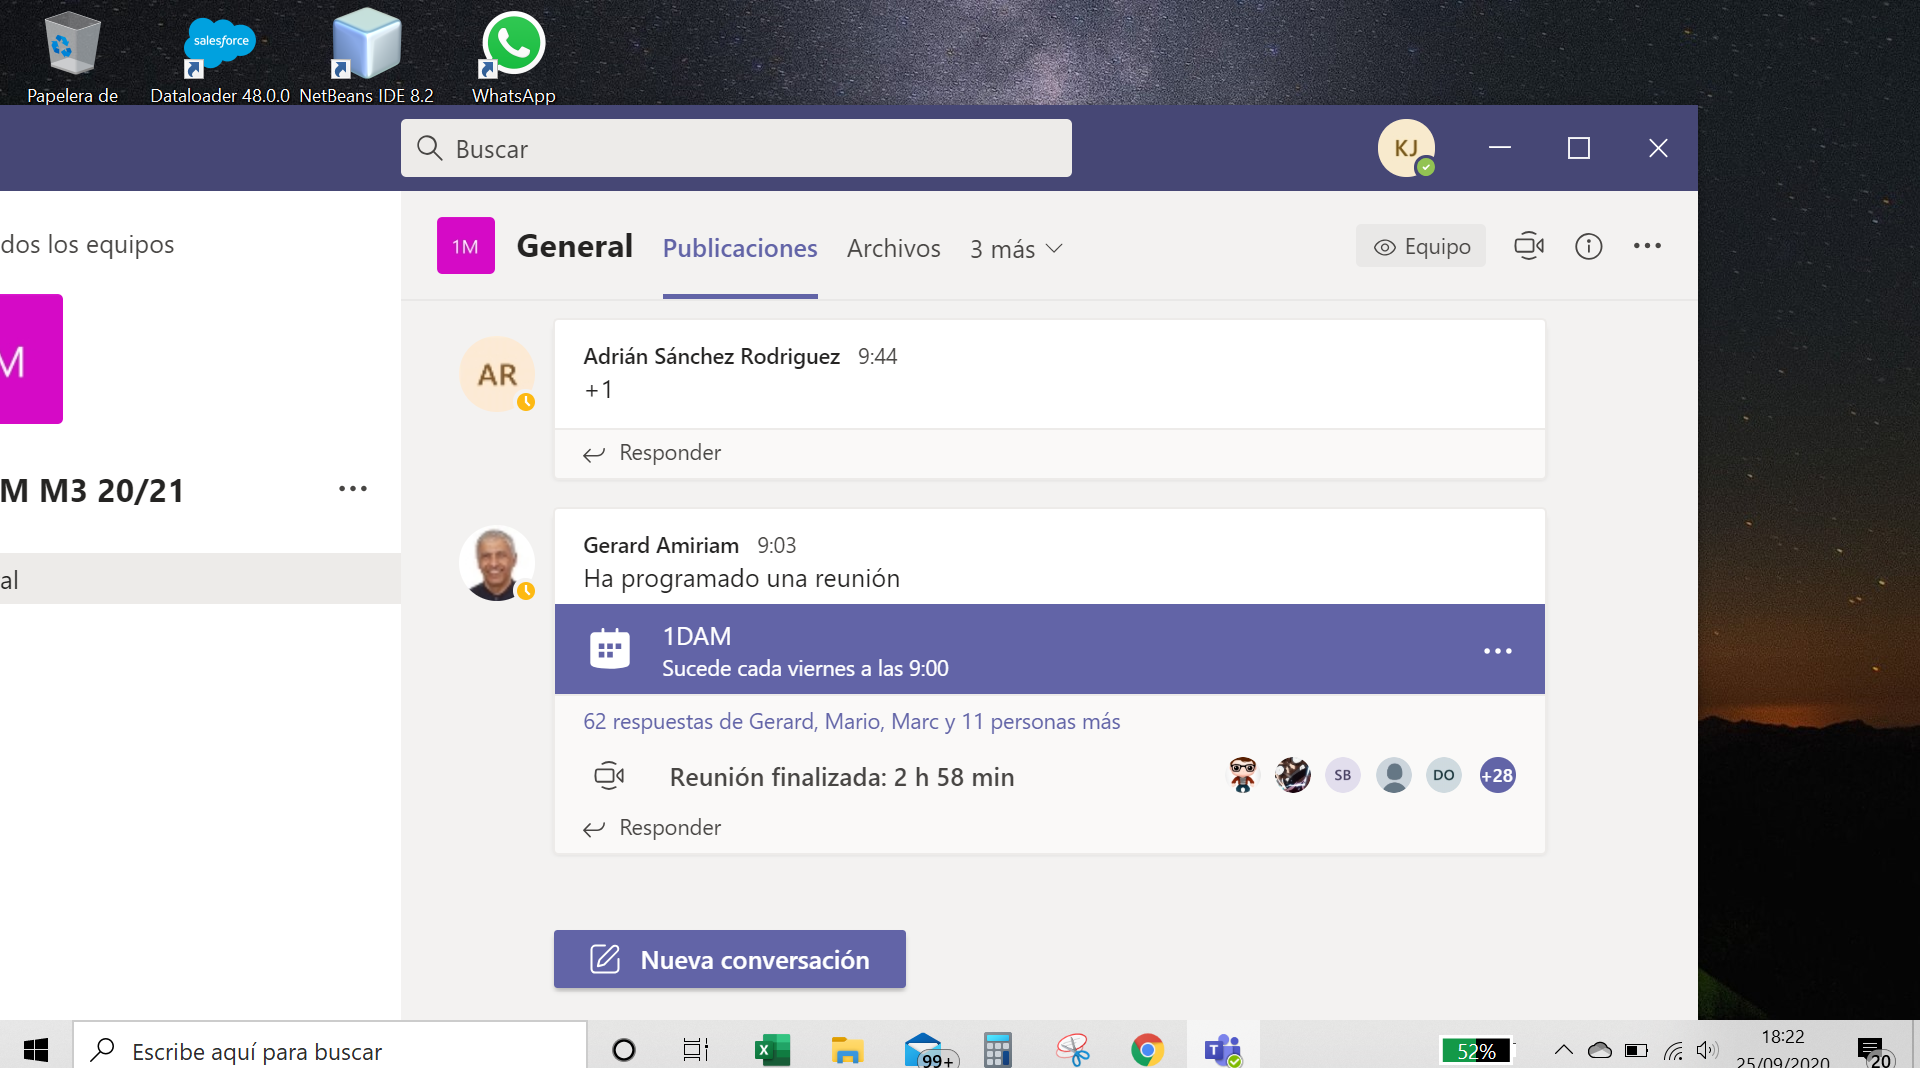 salesforce
Papelera de
Dataloader 48.0.0
NetBeans IDE 8.2
WhatsApp
Buscar
KJ
dos los equipos
1M
General
Publicaciones
Archivos
3 más
Equipo
M
AR
Adrián Sánchez Rodriguez 9:44
+1
Responder
M M3 20/21
Gerard Amiriam 9:03
Ha programado una reunión
al
1DAM
Sucede cada viernes a las 9:00
62 respuestas de Gerard, Mario, Marc y 11 personas más
Reunión finalizada: 2 h 58 min
SB
DO
+28
Responder
Nueva conversación
Escribe aquí para buscar
X
99+
T
52%
18:22
25/09/2020
20